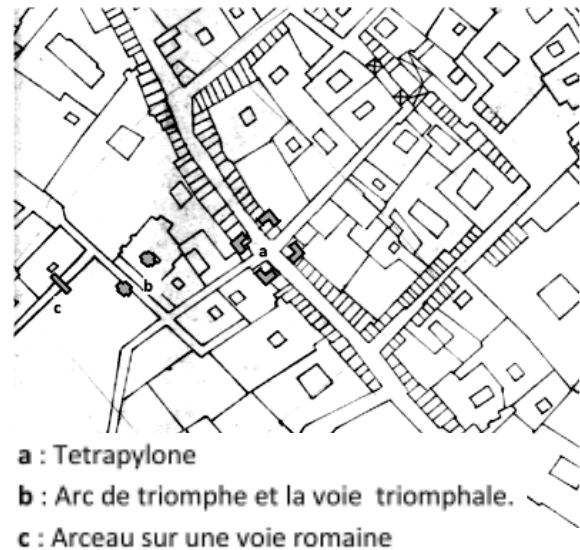 a
b
c
a : Tetrapylone
b : Arc de triomphe et la voie triomphale.
c : Arceau sur une voie romaine